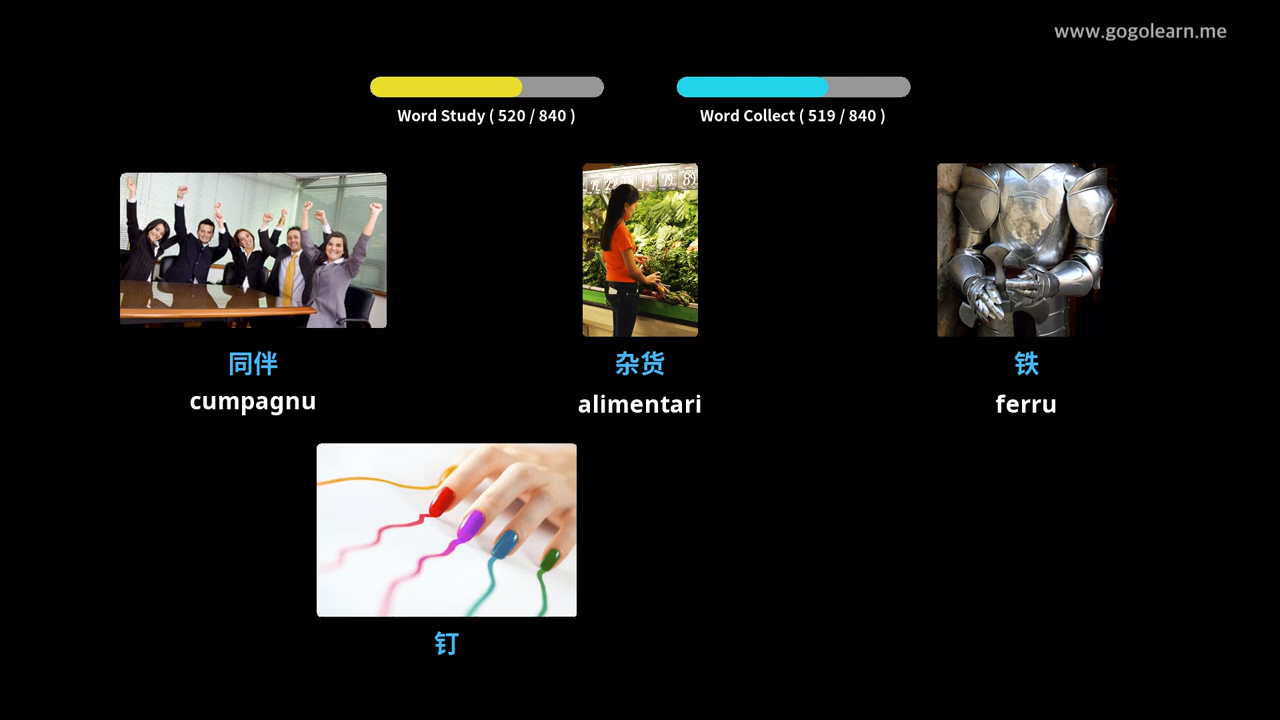 www.gogolearn.me
Word Study ( 520 / 840 )
Word Collect ( 519 / 840 )
同伴
杂货
铁
cumpagnu
alimentari
ferru
钉